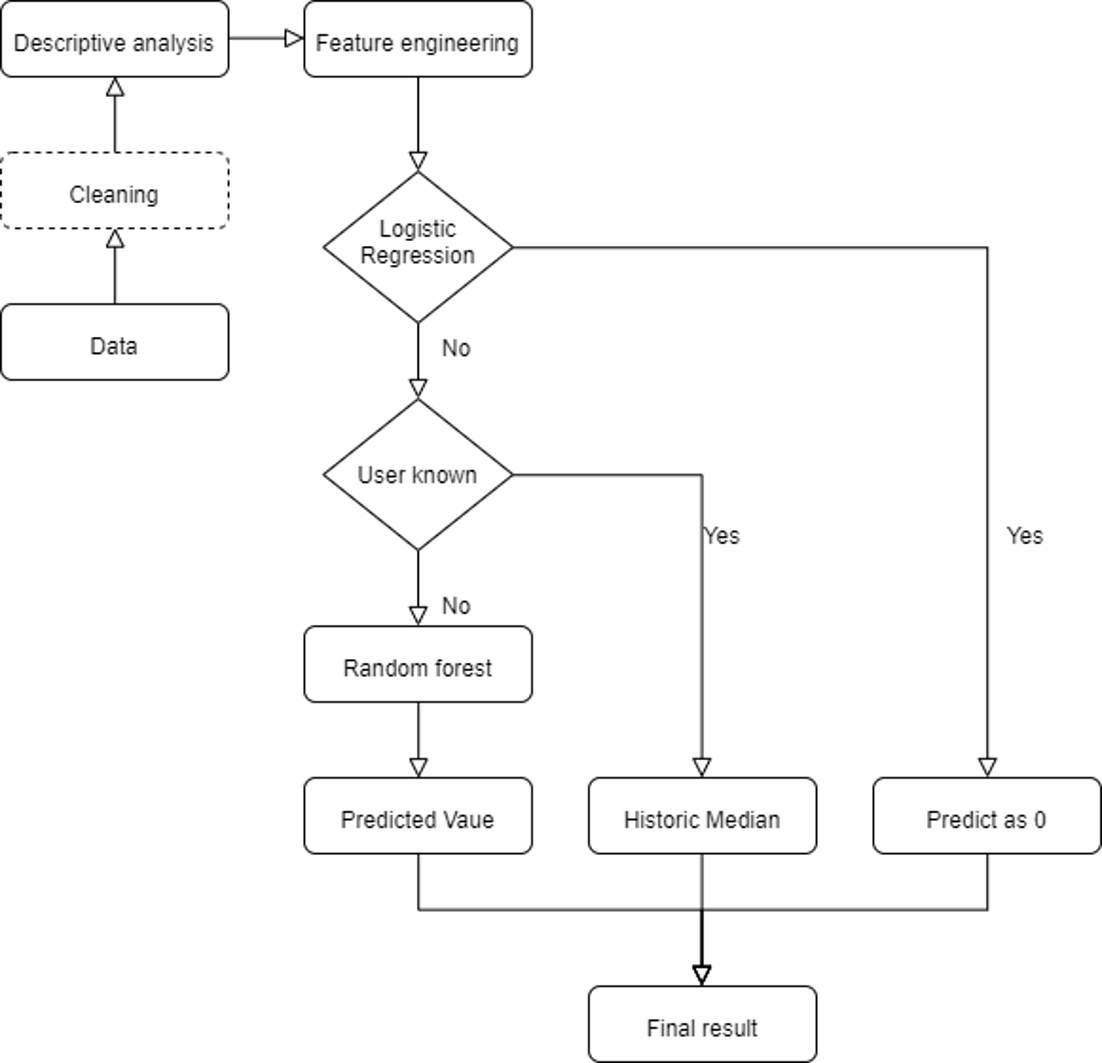 Descriptive analysis
Feature engineering
Cleaning
Logistic
Regression
Data
No
User known
Yes
Yes
No
Random forest
Predicted Vaue
Historic Median
Predict as 0
Final result